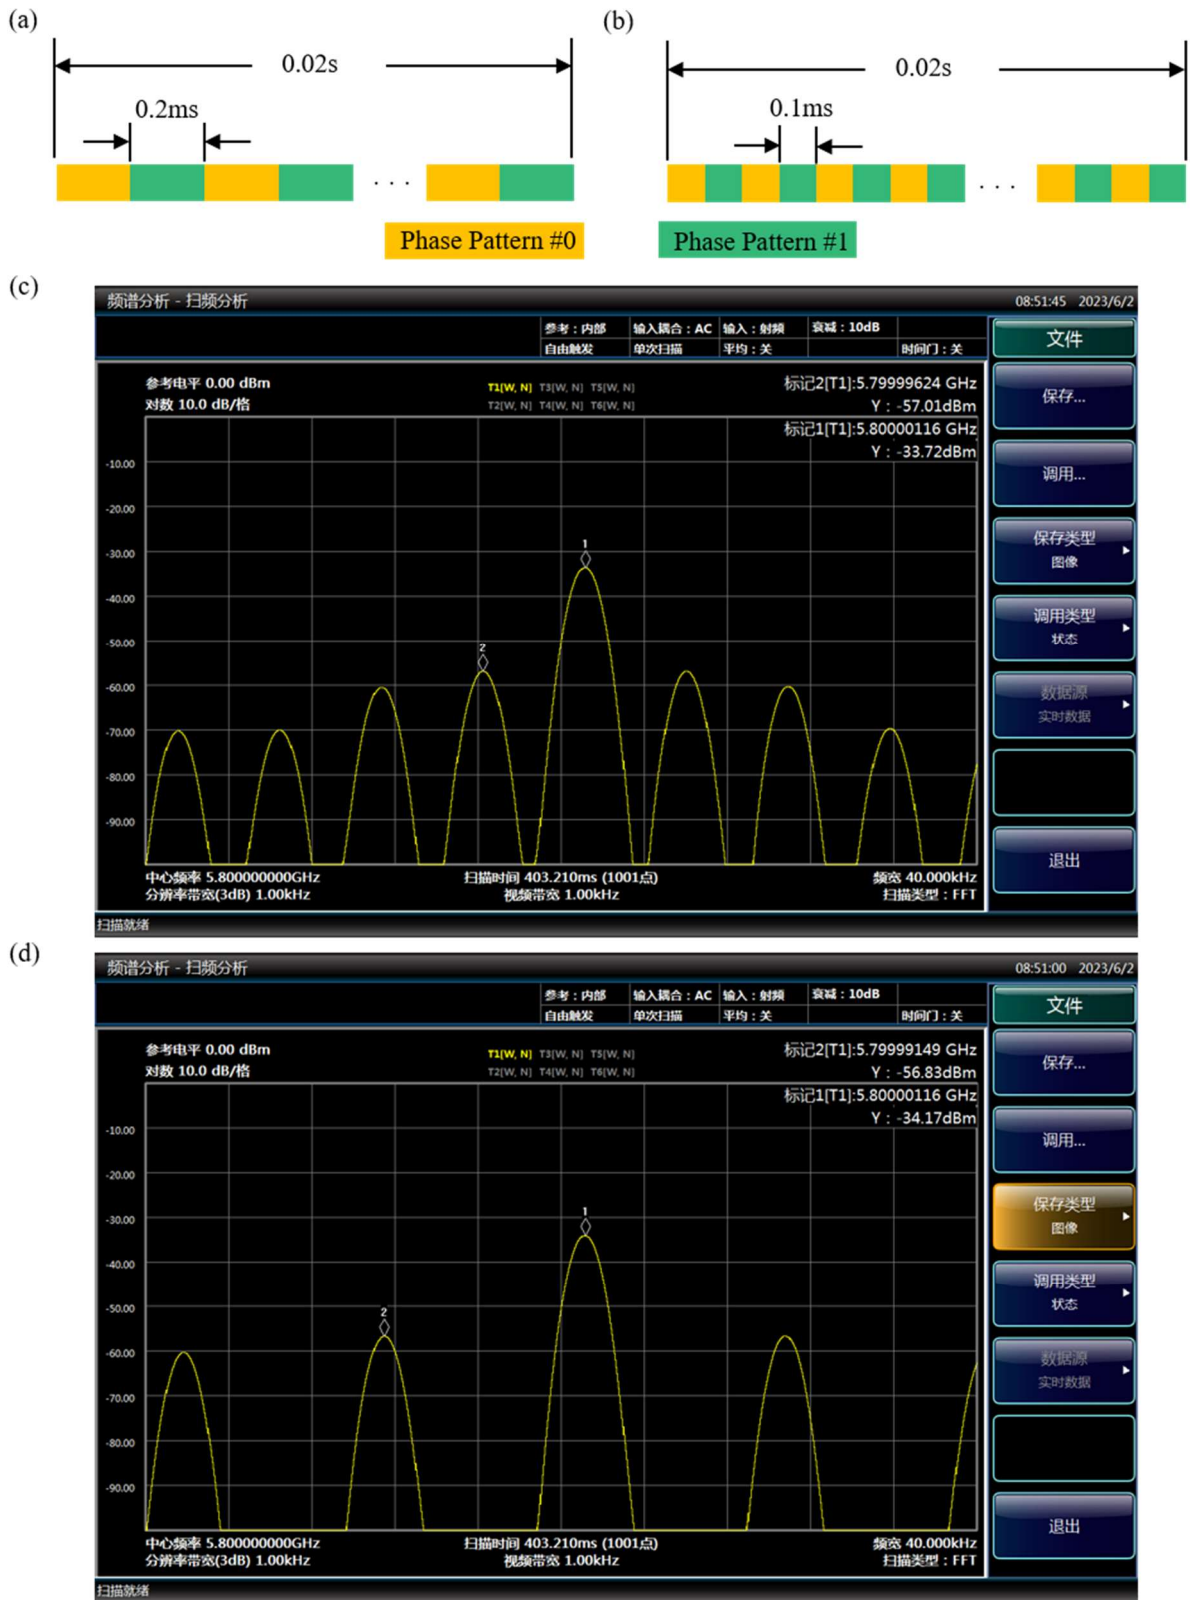 (a)
0.02s
0.2ms
. . .
Phase Pattern #0
(b)
0.02s
0.1ms
. . .
Phase Pattern #1
(c)
频谱分析 - 扫频分析
08:51:45 2023/6/2
参考：内部 输入耦合：AC 输入：射频 衰减：10dB
自由触发 单次扫描 平均：关 时间门：关
参考电平 0.00 dBm
对数 10.0 dB/格
T1[W, N] T3[W, N] T5[W, N]
T2[W, N] T4[W, N] T6[W, N]
标记2[T1]:5.79999624 GHz
Y： -57.01dBm
标记1[T1]:5.80000116 GHz
Y： -33.72dBm
-10.00
-20.00
-30.00
-40.00
-50.00
-60.00
-70.00
-80.00
-90.00
1
2
中心频率 5.800000000GHz 扫描时间 403.210ms (1001点) 频宽 40.000kHz
分辨率带宽(3dB) 1.00kHz 视频带宽 1.00kHz 扫描类型：FFT
扫描就绪
文件
保存...
调用...
保存类型
图像
调用类型
状态
数据源
实时数据
退出
(d)
频谱分析 - 扫频分析
08:51:00 2023/6/2
参考：内部 输入耦合：AC 输入：射频 衰减：10dB
自由触发 单次扫描 平均：关 时间门：关
参考电平 0.00 dBm
对数 10.0 dB/格
T1[W, N] T3[W, N] T5[W, N]
T2[W, N] T4[W, N] T6[W, N]
标记2[T1]:5.79999149 GHz
Y： -56.83dBm
标记1[T1]:5.80000116 GHz
Y： -34.17dBm
-10.00
-20.00
-30.00
-40.00
-50.00
-60.00
-70.00
-80.00
-90.00
1
2
中心频率 5.800000000GHz 扫描时间 403.210ms (1001点) 频宽 40.000kHz
分辨率带宽(3dB) 1.00kHz 视频带宽 1.00kHz 扫描类型：FFT
扫描就绪
文件
保存...
调用...
保存类型
图像
调用类型
状态
数据源
实时数据
退出